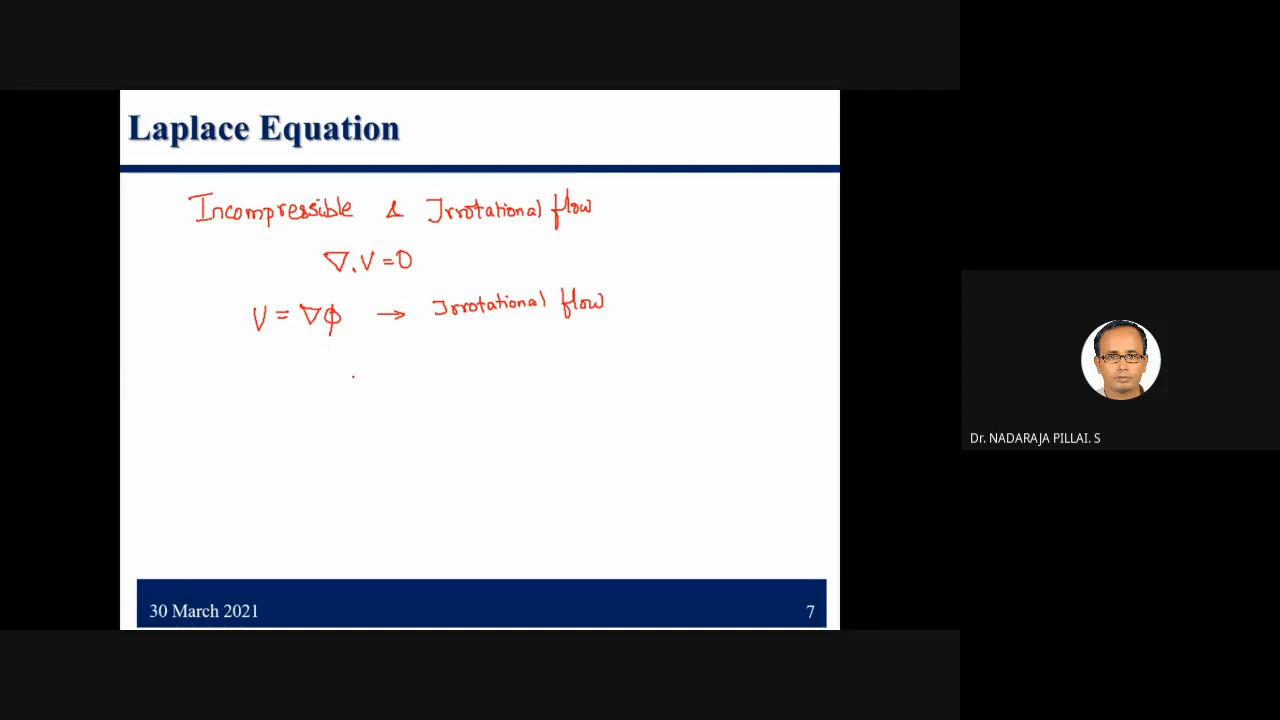 Laplace Equation
Incompressible & Irrotational flow
∇.V=0
V=∇ϕ → Irrotational flow
30 March 2021
7
Dr. NADARAJA PILLAI. S